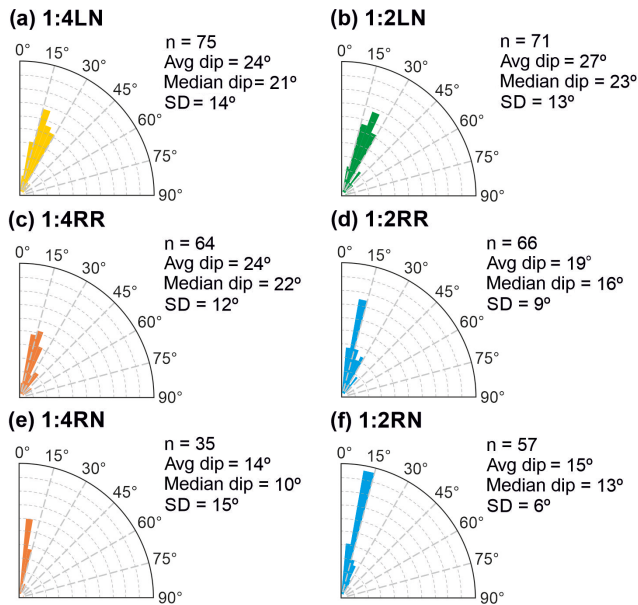 (a) 1:4LN
n = 75
Avg dip = 24º
Median dip= 21º
SD = 14º
0°
15°
30°
45°
60°
75°
90°
(b) 1:2LN
n = 71
Avg dip = 27º
Median dip = 23º
SD = 13º
0°
15°
30°
45°
60°
75°
90°
(c) 1:4RR
n = 64
Avg dip = 24º
Median dip = 22º
SD = 12º
0°
15°
30°
45°
60°
75°
90°
(d) 1:2RR
n = 66
Avg dip = 19°
Median dip = 16º
SD = 9º
0°
15°
30°
45°
60°
75°
90°
(e) 1:4RN
n = 35
Avg dip = 14º
Median dip = 10º
SD = 15º
0°
15°
30°
45°
60°
75°
90°
(f) 1:2RN
n = 57
Avg dip = 15º
Median dip = 13º
SD = 6º
0°
15°
30°
45°
60°
75°
90°